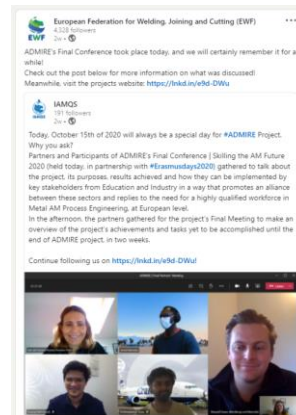 European Federation for Welding, Joining and Cutting (EWF)
4,328 followers
2w •
EWF
ADMIRE's Final Conference took place today, and we will certainly remember it for a
while!
Check out the post below for more information on what was discussed!
Meanwhile, visit the projects website: https://lnkd.in/e9d-DWu
IAMQS
191 followers
2w •
Today, October 15th of 2020 will always be a special day for #ADMIRE Project.
Why you ask?
Partners and Participants of ADMIRE's Final Conference | Skilling the AM Future
2020 (held today, in partnership with #Erasmusdays2020) gathered to talk about
the project, its purposes, results achieved and how they can be implemented by
key stakeholders from Education and Industry in a way that promotes an alliance
between these sectors and replies to the need for a highly qualified workforce in
Metal AM Process Engineering, at European level.
In the afternoon, the partners gathered for the project's Final Meeting to make an
overview of the project's achievements and tasks yet to be accomplished until the
end of ADMIRE project, in two weeks.
Continue following us on https://lnkd.in/e9d-DWu!